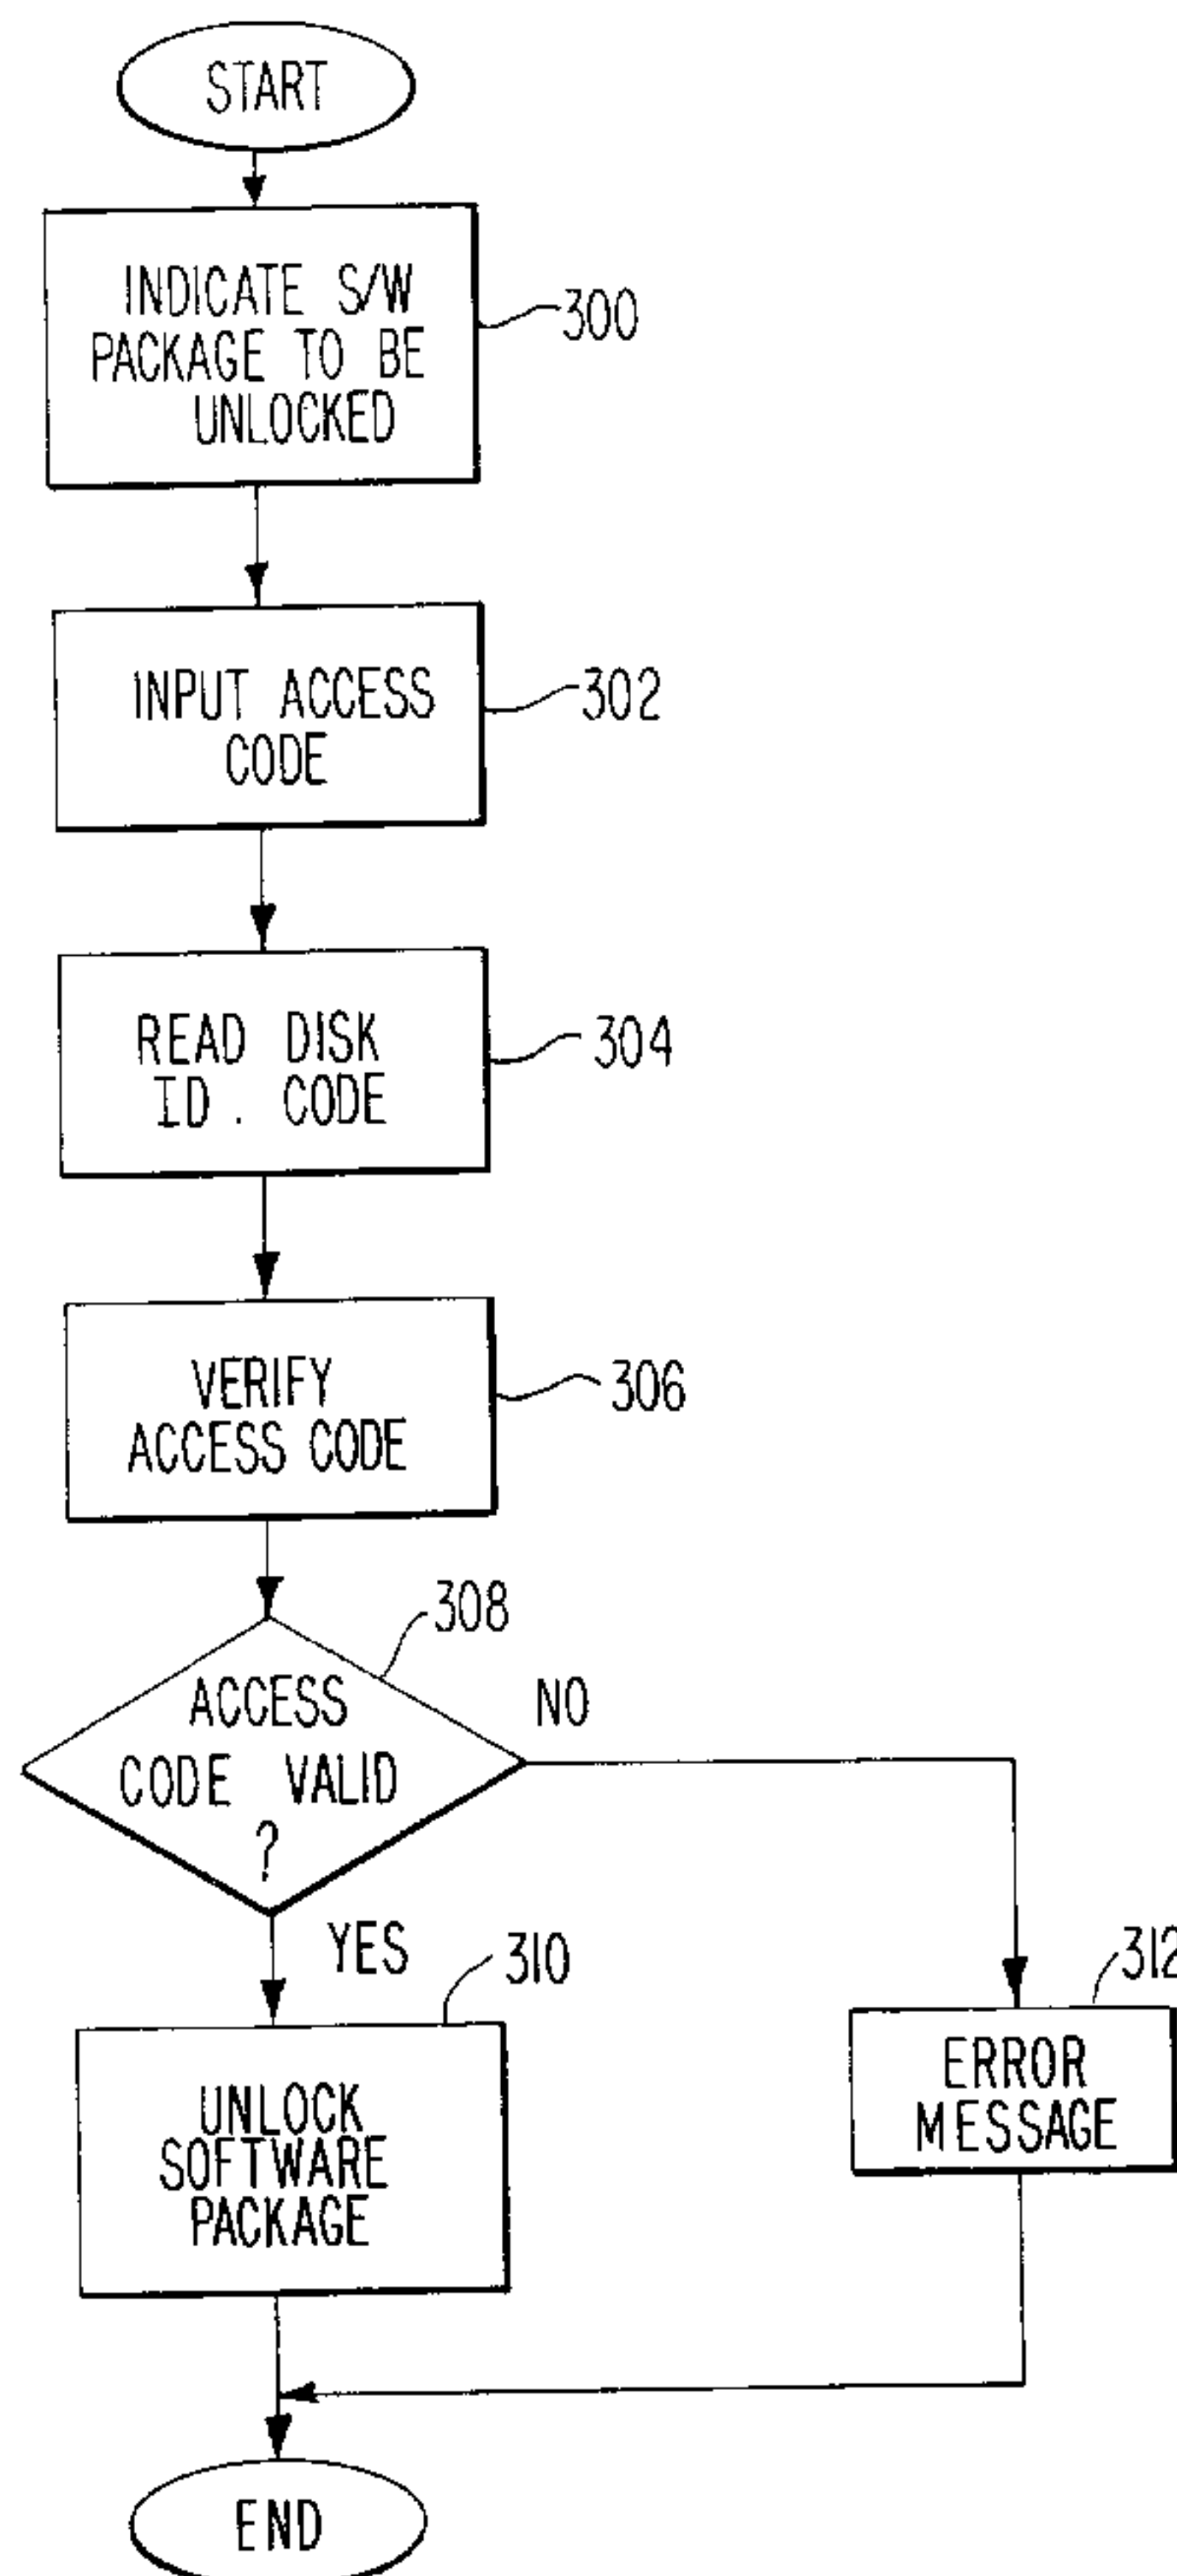 START
INDICATE S/W
PACKAGE TO BE
UNLOCKED
300
INPUT ACCESS
CODE
302
READ DISK
ID. CODE
304
VERIFY
ACCESS CODE
306
308
ACCESS
CODE VALID
?
NO
YES
310
UNLOCK
SOFTWARE
PACKAGE
312
ERROR
MESSAGE
END